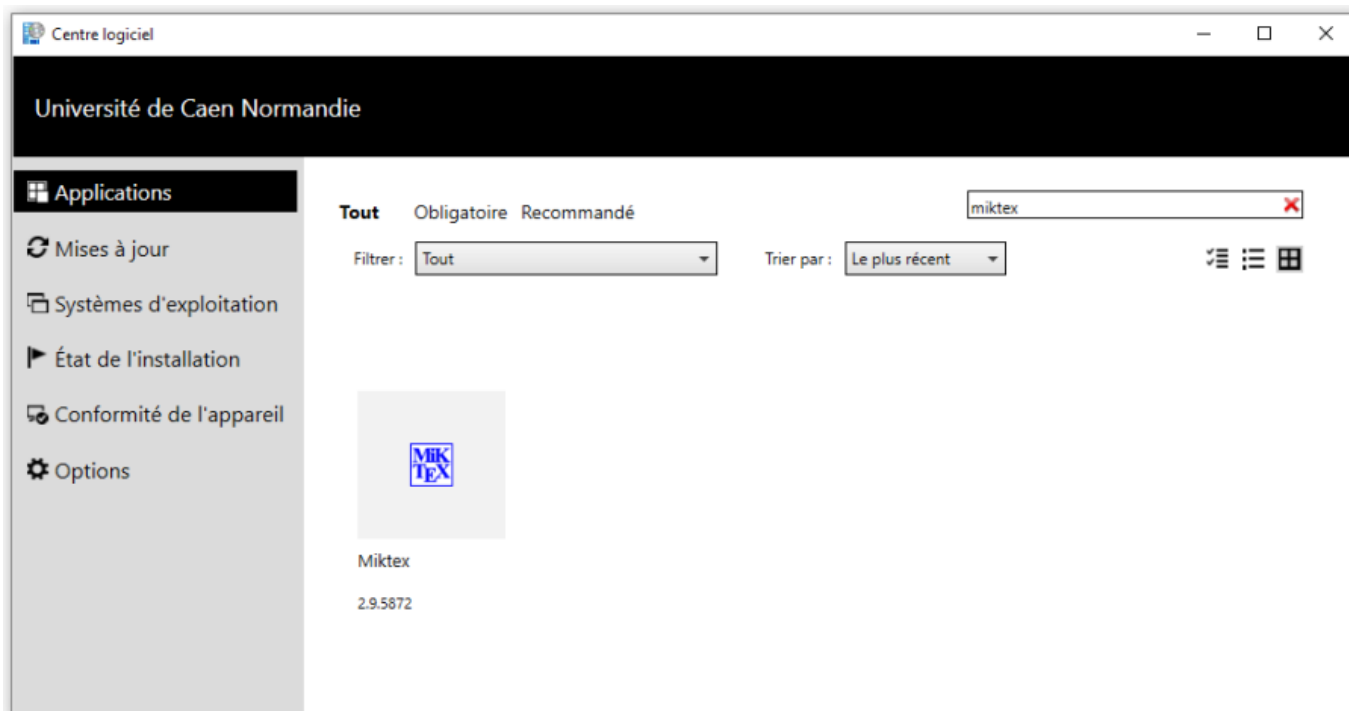 Centre logiciel
Université de Caen Normandie
Applications
Mises à jour
Systèmes d'exploitation
État de l'installation
Conformité de l'appareil
Options
Tout Obligatoire Recommandé
miktex
Filtrer : Tout
Trier par : Le plus récent
MiK
TEX
Miktex
2.9.5872